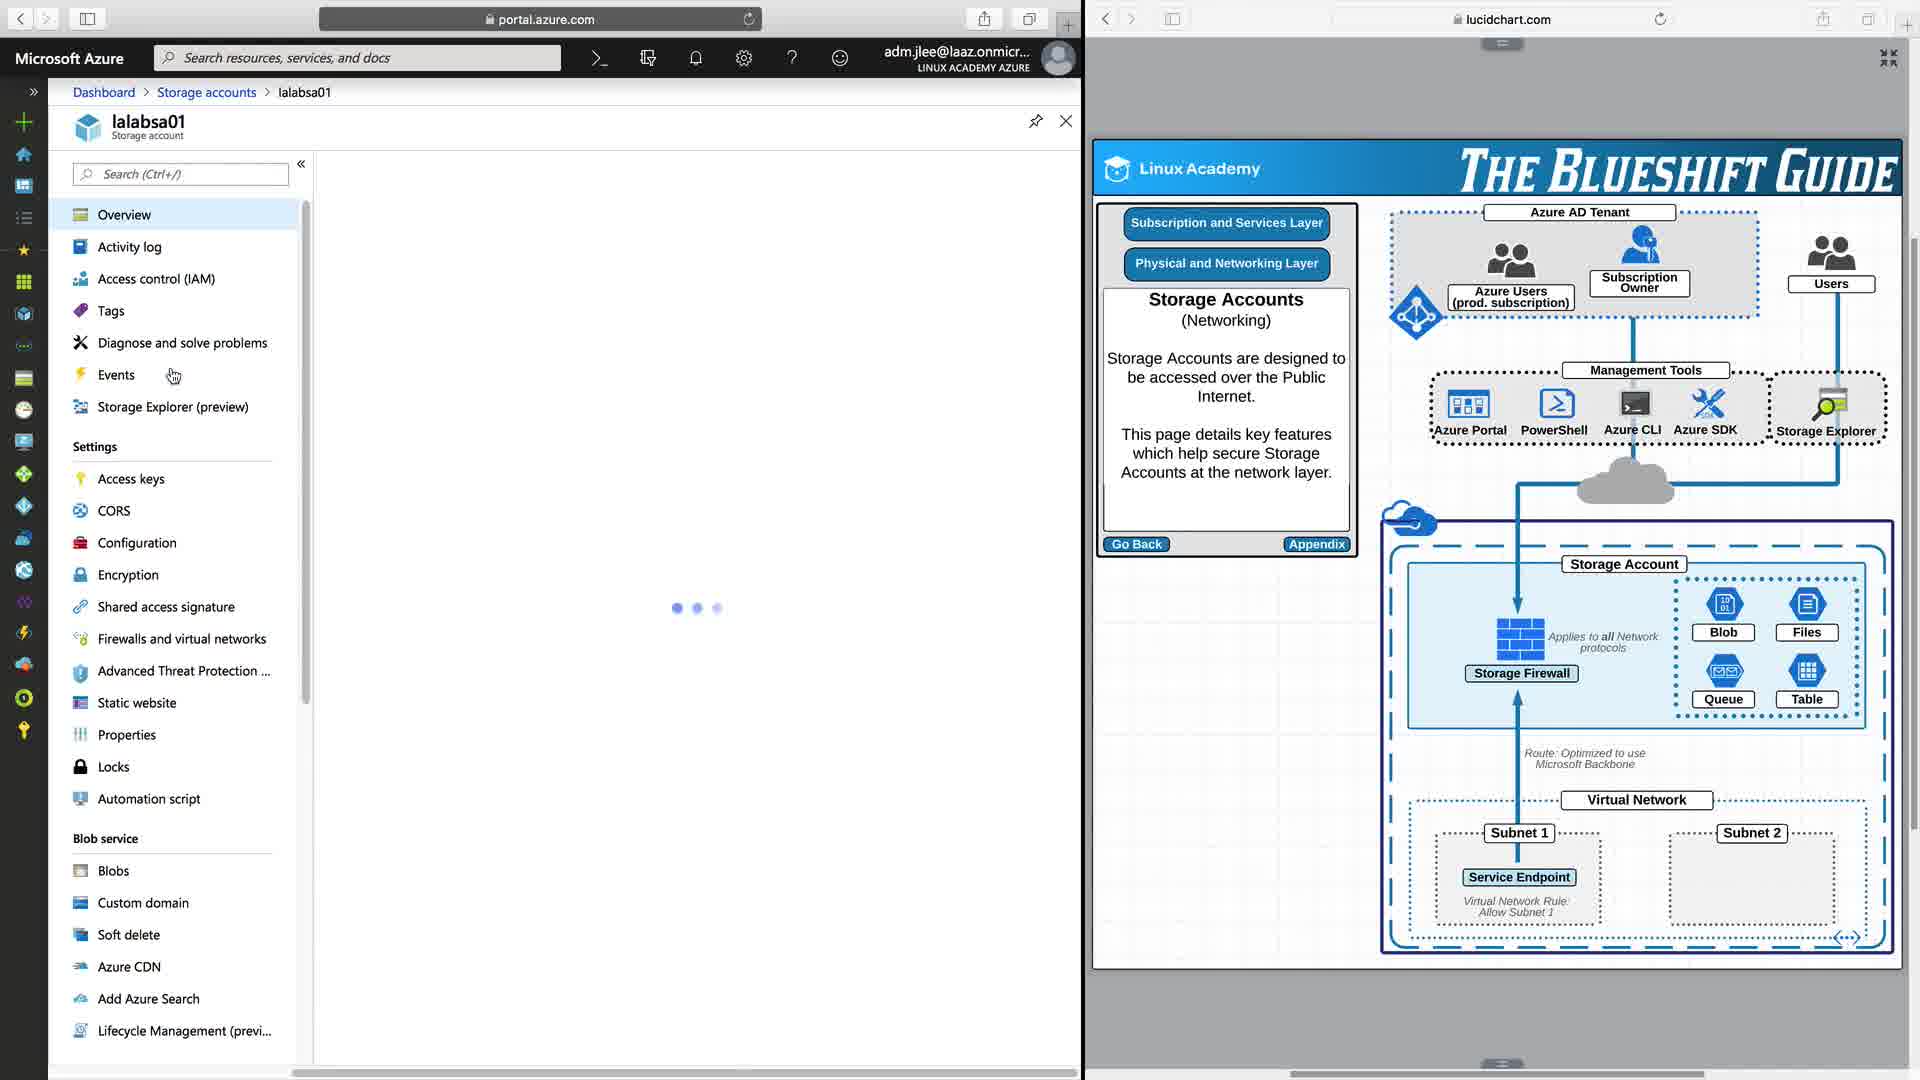 portal.azure.com
Microsoft Azure
Search resources, services, and docs
adm.jlee@laaz.onmicr...
LINUX ACADEMY AZURE
Dashboard > Storage accounts > lalabsa01
lalabsa01
Storage account
Search (Ctrl+/)
Overview
Activity log
Access control (IAM)
Tags
Diagnose and solve problems
Events
Storage Explorer (preview)
Settings
Access keys
CORS
Configuration
Encryption
Shared access signature
Firewalls and virtual networks
Advanced Threat Protection ...
Static website
Properties
Locks
Automation script
Blob service
Blobs
Custom domain
Soft delete
Azure CDN
Add Azure Search
Lifecycle Management (previ...
lucidchart.com
Linux Academy
THE BLUESHIFT GUIDE
Subscription and Services Layer
Physical and Networking Layer
Storage Accounts
(Networking)
Storage Accounts are designed to
be accessed over the Public
Internet.
This page details key features
which help secure Storage
Accounts at the network layer.
Go Back
Appendix
Azure AD Tenant
Azure Users
(prod. subscription)
Subscription
Owner
Users
Management Tools
Azure Portal
PowerShell
Azure CLI
Azure SDK
Storage Explorer
Storage Account
Applies to all Network
protocols
Storage Firewall
Blob
Files
Queue
Table
Route: Optimized to use
Microsoft Backbone
Virtual Network
Subnet 1
Subnet 2
Service Endpoint
Virtual Network Rule:
Allow Subnet 1